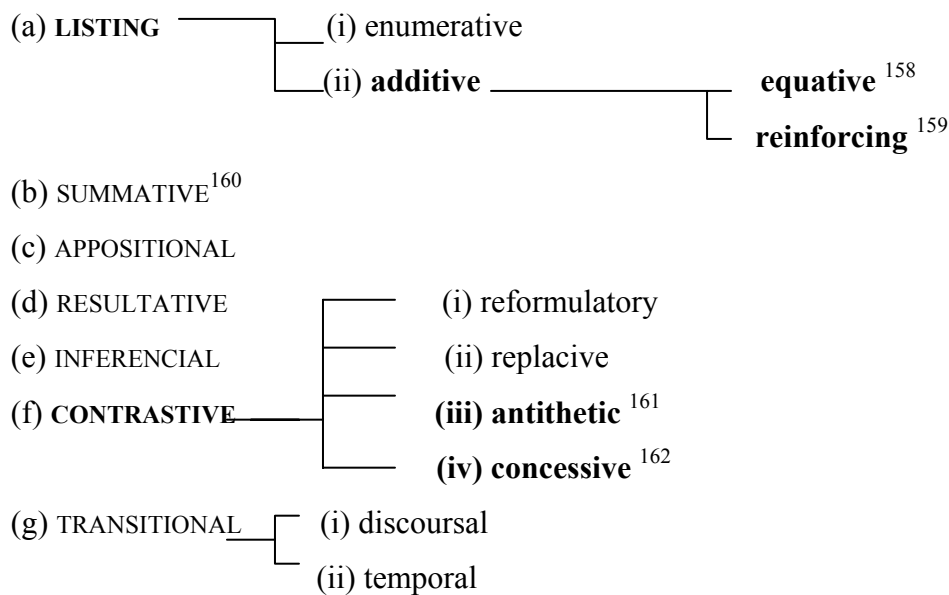 (a) LISTING (i) enumerative
(ii) additive equative 158
reinforcing 159
(b) SUMMATIVE160
(c) APPOSITIONAL
(d) RESULTATIVE (i) reformulatory
(e) INFERENCIAL (ii) replacive
(f) CONTRASTIVE (iii) antithetic 161
(iv) concessive 162
(g) TRANSITIONAL (i) discoursal
(ii) temporal